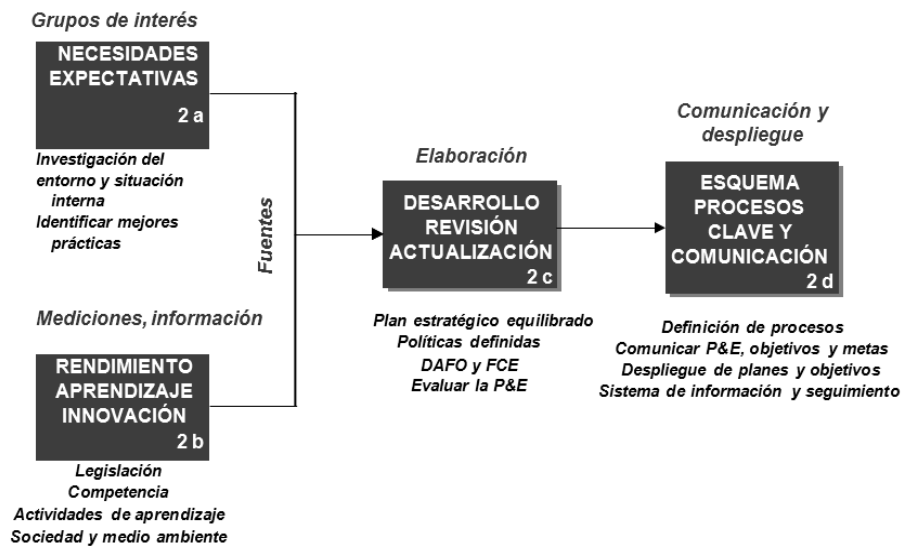 Grupos de interés
NECESIDADES
EXPECTATIVAS
2 a
Investigación del
entorno y situación
interna
Identificar mejores
prácticas
Mediciones, información
RENDIMIENTO
APRENDIZAJE
INNOVACIÓN
2 b
Legislación
Competencia
Actividades de aprendizaje
Sociedad y medio ambiente
Fuentes
Elaboración
DESARROLLO
REVISIÓN
ACTUALIZACIÓN
2 c
Plan estratégico equilibrado
Políticas definidas
DAFO y FCE
Evaluar la P&E
Comunicación y
despliegue
ESQUEMA
PROCESOS
CLAVE Y
COMUNICACIÓN
2 d
Definición de procesos
Comunicar P&E, objetivos y metas
Despliegue de planes y objetivos
Sistema de información y seguimiento